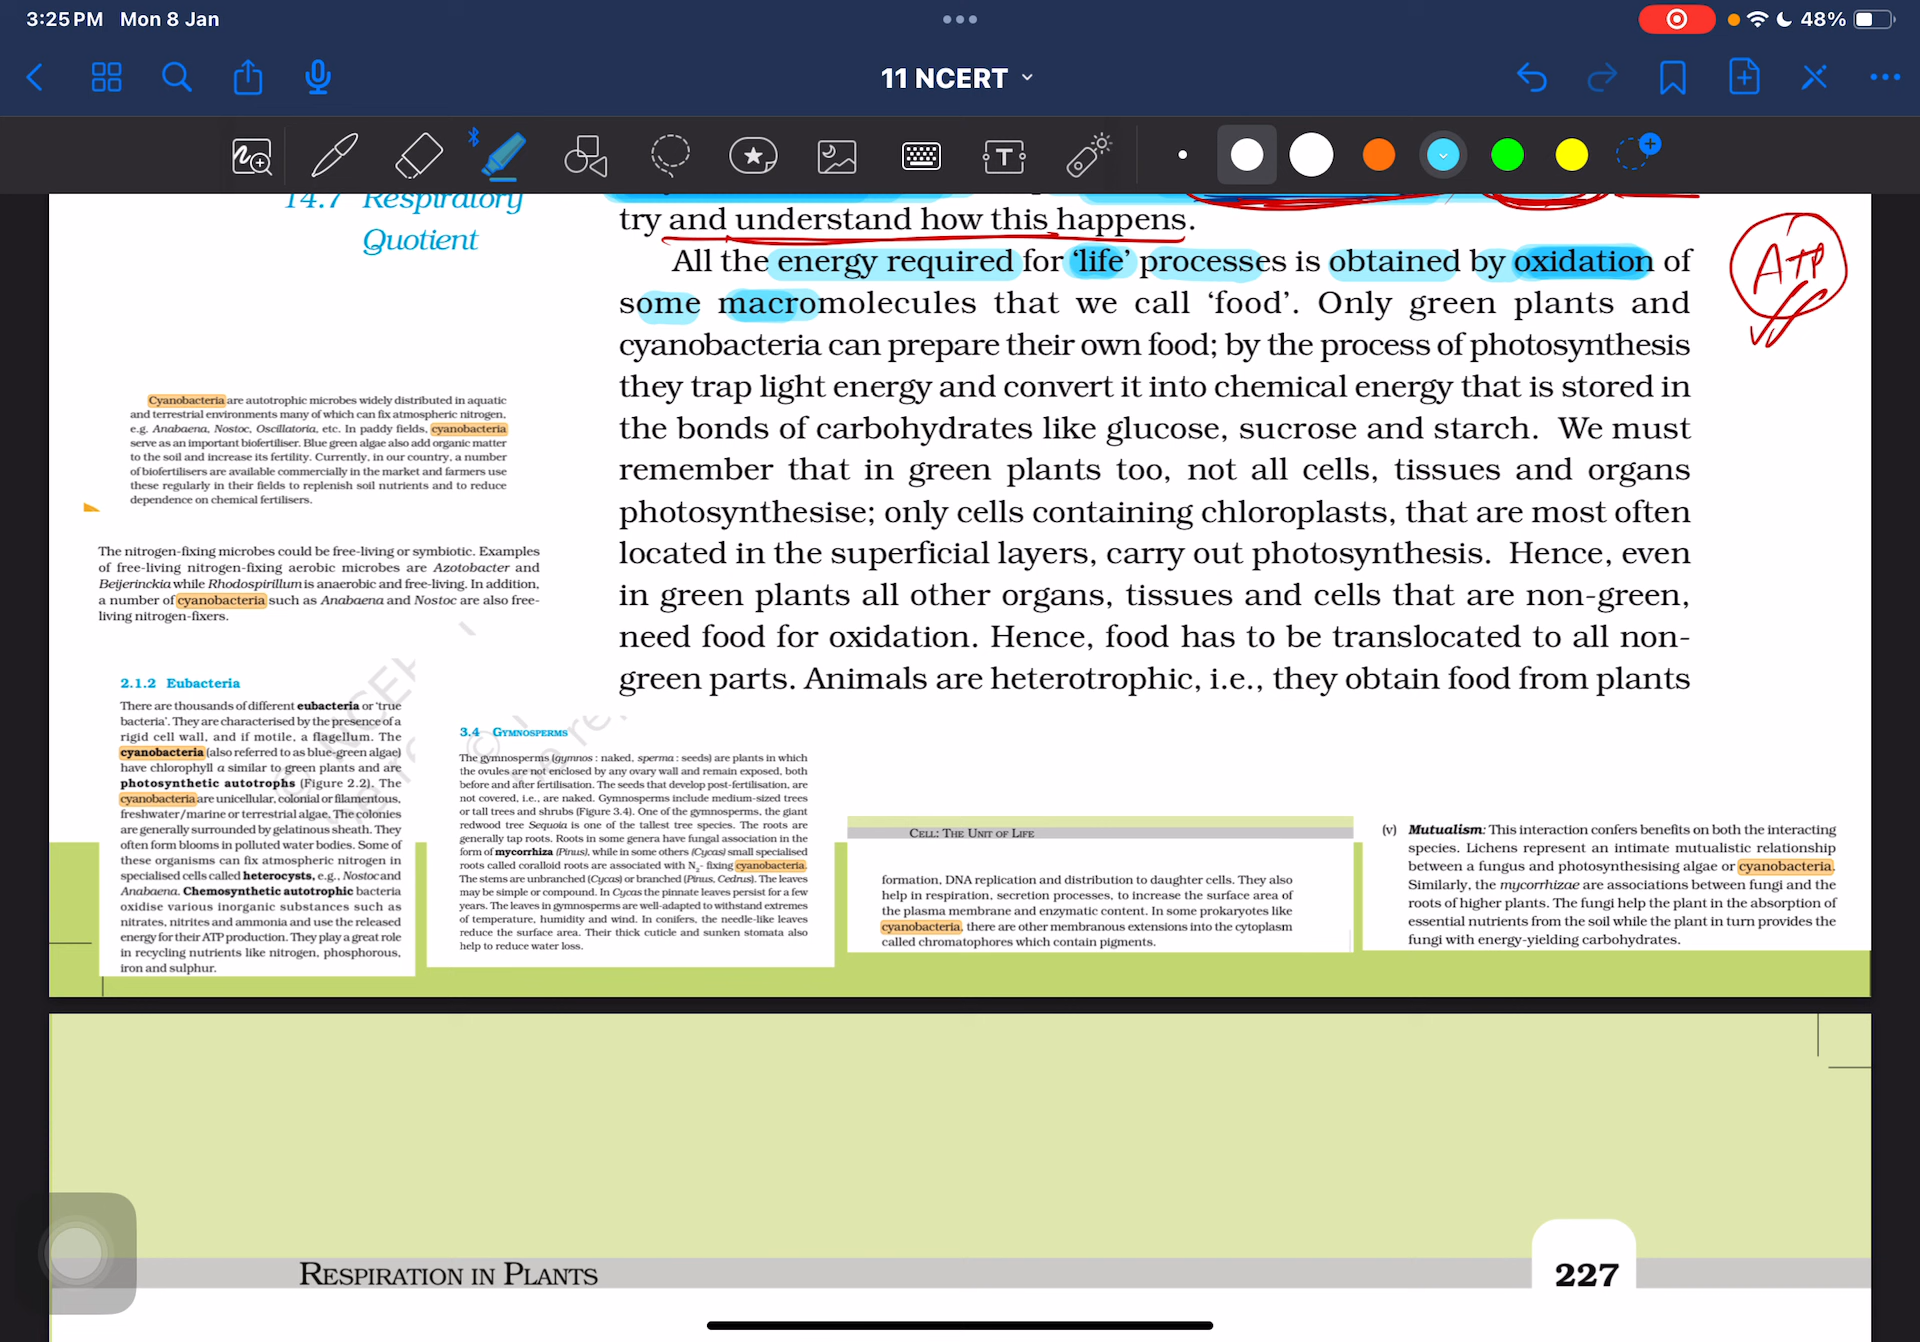 3:25 PM Mon 8 Jan
48%
11 NCERT
14.7 Respiratory
Quotient
try and understand how this happens.
All the energy required for ‘life’ processes is obtained by oxidation of
some macromolecules that we call ‘food’. Only green plants and
cyanobacteria can prepare their own food; by the process of photosynthesis
they trap light energy and convert it into chemical energy that is stored in
the bonds of carbohydrates like glucose, sucrose and starch. We must
remember that in green plants too, not all cells, tissues and organs
photosynthesise; only cells containing chloroplasts, that are most often
located in the superficial layers, carry out photosynthesis. Hence, even
in green plants all other organs, tissues and cells that are non-green,
need food for oxidation. Hence, food has to be translocated to all non-
green parts. Animals are heterotrophic, i.e., they obtain food from plants
ATP
Cyanobacteria are autotrophic microbes widely distributed in aquatic
and terrestrial environments many of which can fix atmospheric nitrogen,
e.g. Anabaena, Nostoc, Oscillatoria, etc. In paddy fields, cyanobacteria
serve as an important biofertiliser. Blue green algae also add organic matter
to the soil and increase its fertility. Currently, in our country, a number
of biofertilisers are available commercially in the market and farmers use
these regularly in their fields to replenish soil nutrients and to reduce
dependence on chemical fertilisers.
The nitrogen-fixing microbes could be free-living or symbiotic. Examples
of free-living nitrogen-fixing aerobic microbes are Azotobacter and
Beijerinckia while Rhodospirillum is anaerobic and free-living. In addition,
a number of cyanobacteria such as Anabaena and Nostoc are also free-
living nitrogen-fixers.
2.1.2 Eubacteria
There are thousands of different eubacteria or ‘true
bacteria’. They are characterised by the presence of a
rigid cell wall, and if motile, a flagellum. The
cyanobacteria (also referred to as blue-green algae)
have chlorophyll a similar to green plants and are
photosynthetic autotrophs (Figure 2.2). The
cyanobacteria are unicellular, colonial or filamentous,
freshwater/marine or terrestrial algae. The colonies
are generally surrounded by gelatinous sheath. They
often form blooms in polluted water bodies. Some of
these organisms can fix atmospheric nitrogen in
specialised cells called heterocysts, e.g., Nostoc and
Anabaena. Chemosynthetic autotrophic bacteria
oxidise various inorganic substances such as
nitrates, nitrites and ammonia and use the released
energy for their ATP production. They play a great role
in recycling nutrients like nitrogen, phosphorous,
iron and sulphur.
3.4 GYMNOSPERMS
The gymnosperms (gymnos : naked, sperma : seeds) are plants in which
the ovules are not enclosed by any ovary wall and remain exposed, both
before and after fertilisation. The seeds that develop post-fertilisation, are
not covered, i.e., are naked. Gymnosperms include medium-sized trees
or tall trees and shrubs (Figure 3.4). One of the gymnosperms, the giant
redwood tree Sequoia is one of the tallest tree species. The roots are
generally tap roots. Roots in some genera have fungal association in the
form of mycorrhiza (Pinus), while in some others (Cycas) small specialised
roots called coralloid roots are associated with N2- fixing cyanobacteria.
The stems are unbranched (Cycas) or branched (Pinus, Cedrus). The leaves
may be simple or compound. In Cycas the pinnate leaves persist for a few
years. The leaves in gymnosperms are well-adapted to withstand extremes
of temperature, humidity and wind. In conifers, the needle-like leaves
reduce the surface area. Their thick cuticle and sunken stomata also
help to reduce water loss.
CELL: THE UNIT OF LIFE
formation, DNA replication and distribution to daughter cells. They also
help in respiration, secretion processes, to increase the surface area of
the plasma membrane and enzymatic content. In some prokaryotes like
cyanobacteria, there are other membranous extensions into the cytoplasm
called chromatophores which contain pigments.
(v) Mutualism: This interaction confers benefits on both the interacting
species. Lichens represent an intimate mutualistic relationship
between a fungus and photosynthesising algae or cyanobacteria.
Similarly, the mycorrhizae are associations between fungi and the
roots of higher plants. The fungi help the plant in the absorption of
essential nutrients from the soil while the plant in turn provides the
fungi with energy-yielding carbohydrates.
RESPIRATION IN PLANTS
227